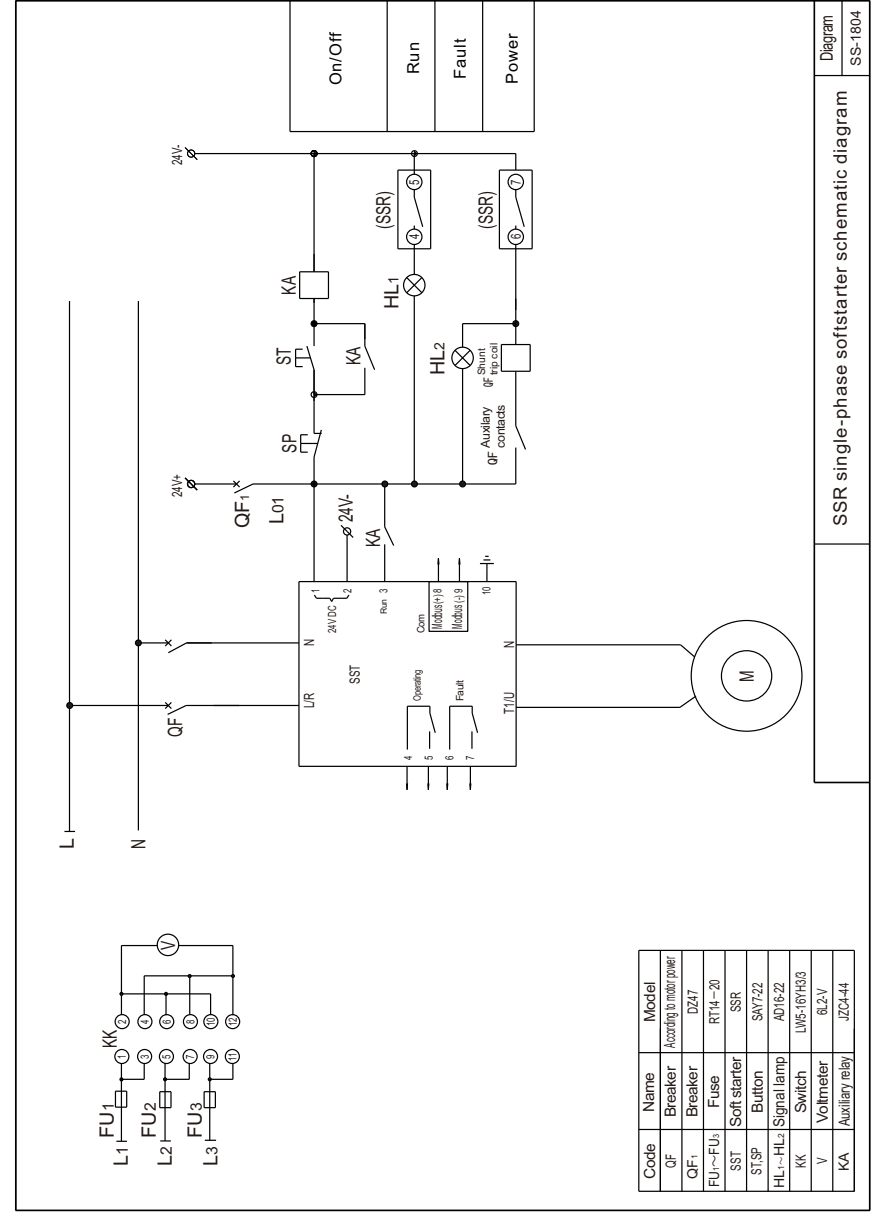 L1
L2
L3
FU1
FU2
FU3
KK
1
3
5
7
9
11
2
4
6
8
10
12
V
L
N
QF
24V+
24V-
QF1
L01
24V-
SP
ST
KA
KA
KA
HL1
(SSR)
4
5
HL2
QF Shunt
trip coil
QF Auxilary
contacts
(SSR)
6
7
On/Off
Run
Fault
Power
L/R
N
SST
24V DC
1
2
Run 3
Com
Modbus(+) 8
Modbus(-) 9
10
Operating
Fault
4
5
6
7
T1/U
N
M
Code Name Model
QF Breaker According to motor power
QF1 Breaker DZ47
FU1~FU3 Fuse RT14-20
SST Soft starter SSR
ST,SP Button SAY7-22
HL1~HL2 Signal lamp AD16-22
KK Switch LW5-16YH3/3
V Voltmeter 6L2-V
KA Auxiliary relay JZC4-44
SSR single-phase softstarter schematic diagram
Diagram
SS-1804